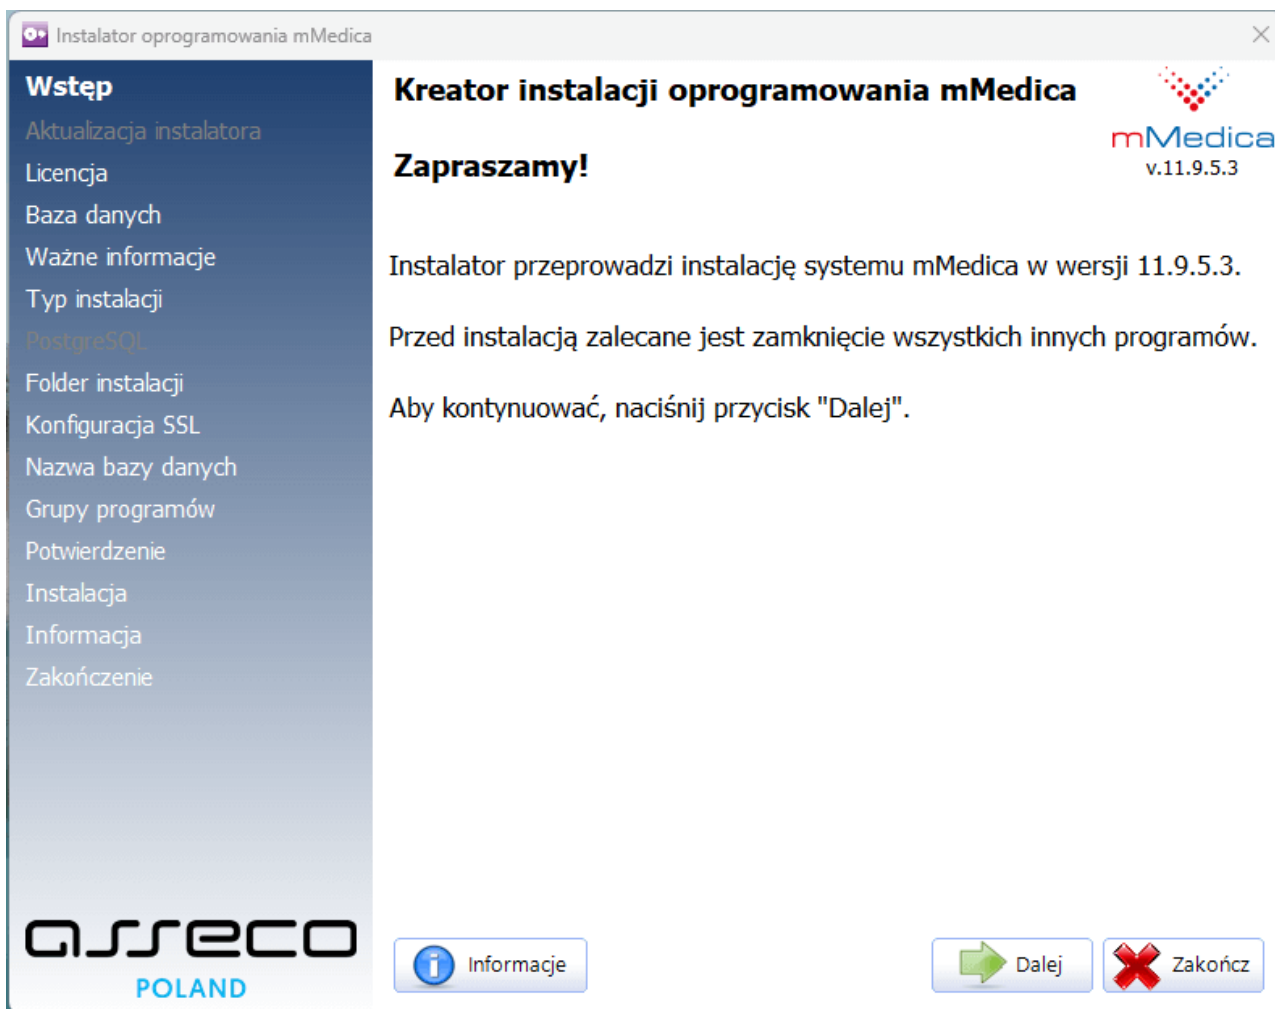 Instalator oprogramowania mMedica
Wstęp
Aktualizacja instalatora
Licencja
Baza danych
Ważne informacje
Typ instalacji
PostgreSQL
Folder instalacji
Konfiguracja SSL
Nazwa bazy danych
Grupy programów
Potwierdzenie
Instalacja
Informacja
Zakończenie
asseco
POLAND
Kreator instalacji oprogramowania mMedica
Zapraszamy!
mMedica
v.11.9.5.3
Instalator przeprowadzi instalację systemu mMedica w wersji 11.9.5.3.
Przed instalacją zalecane jest zamknięcie wszystkich innych programów.
Aby kontynuować, naciśnij przycisk "Dalej".
Informacje
Dalej
Zakończ